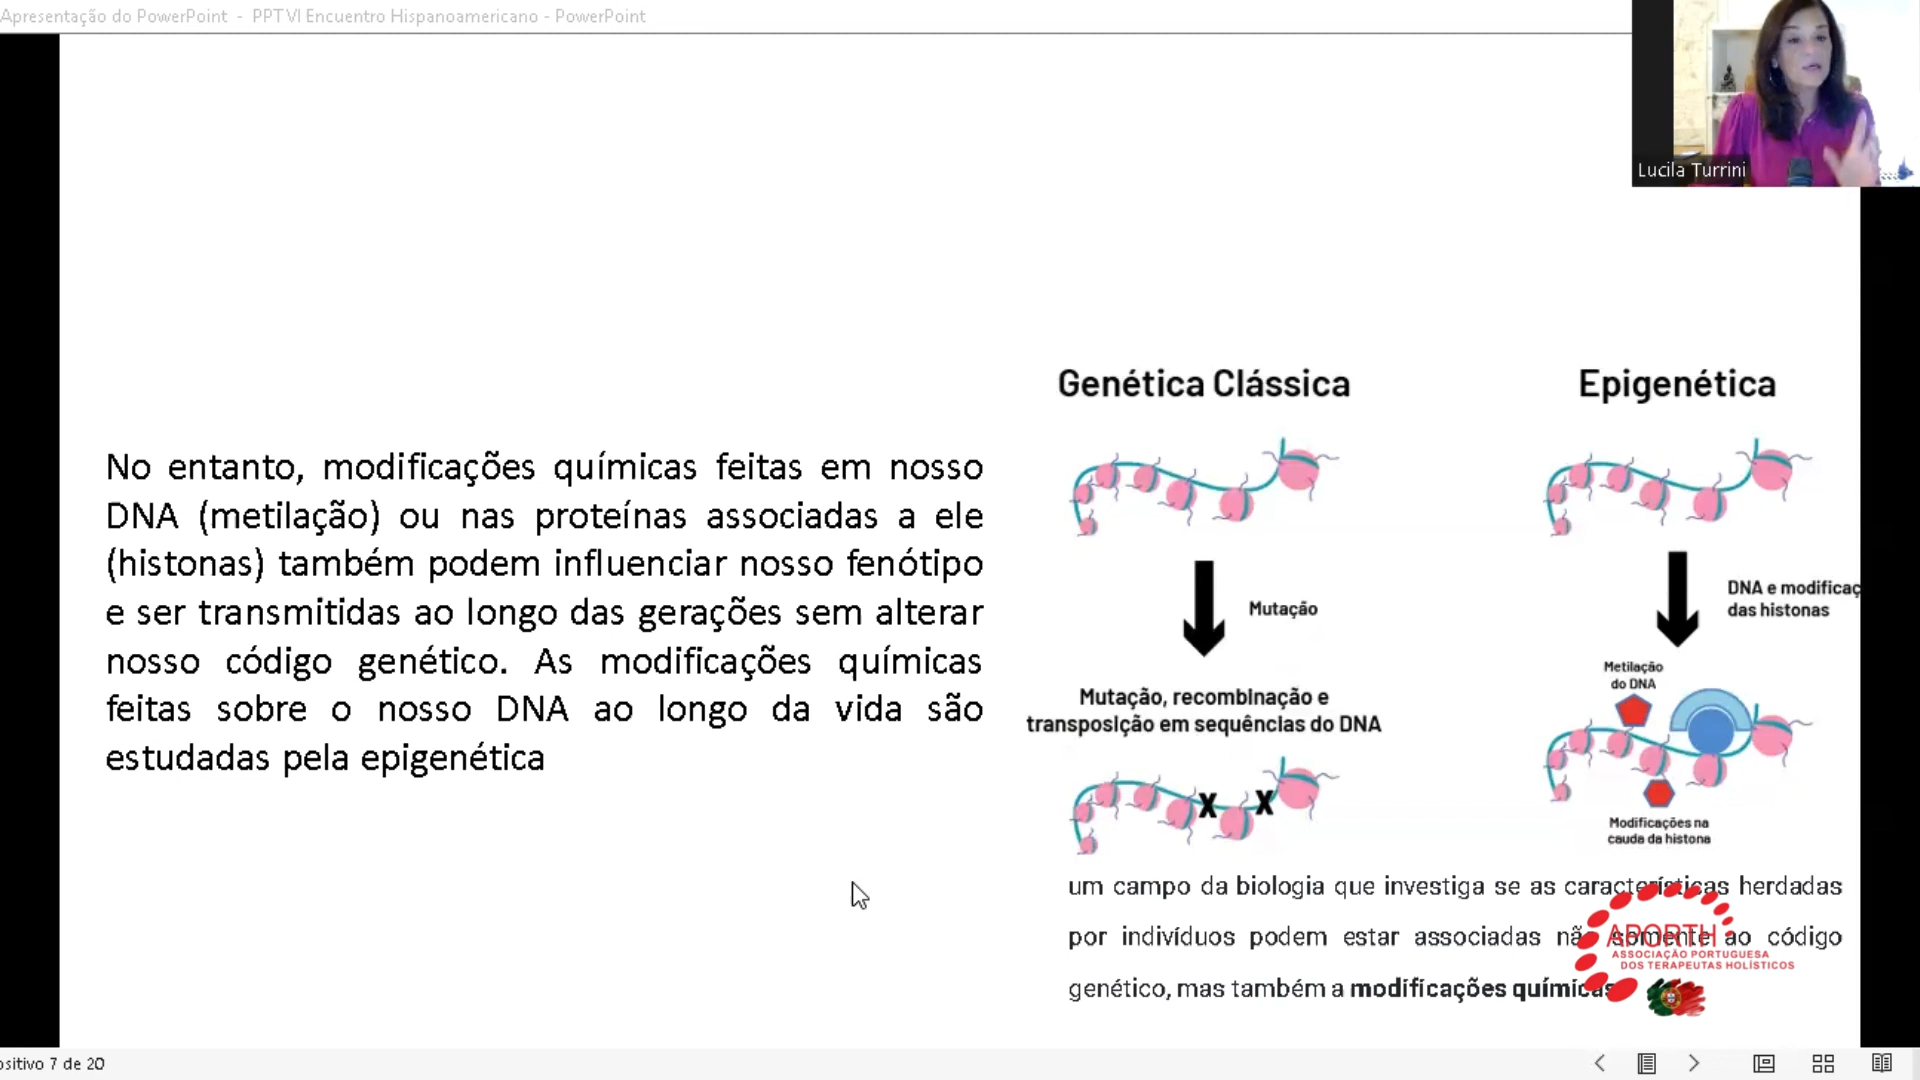 Apresentação do PowerPoint - PPT VI Encuentro Hispanoamericano - PowerPoint
Lucila Turrini
No entanto, modificações químicas feitas em nosso
DNA (metilação) ou nas proteínas associadas a ele
(histonas) também podem influenciar nosso fenótipo
e ser transmitidas ao longo das gerações sem alterar
nosso código genético. As modificações químicas
feitas sobre o nosso DNA ao longo da vida são
estudadas pela epigenética
Genética Clássica
Mutação
Mutação, recombinação e
transposição em sequências do DNA
X X
Epigenética
DNA e modificaç
das histonas
Metilação
do DNA
Modificações na
cauda da histona
um campo da biologia que investiga se as características herdadas
por indivíduos podem estar associadas não somente ao código
genético, mas também a modificações químicas
APORTH
ASSOCIAÇÃO PORTUGUESA
DOS TERAPEUTAS HOLÍSTICOS
ositivo 7 de 20